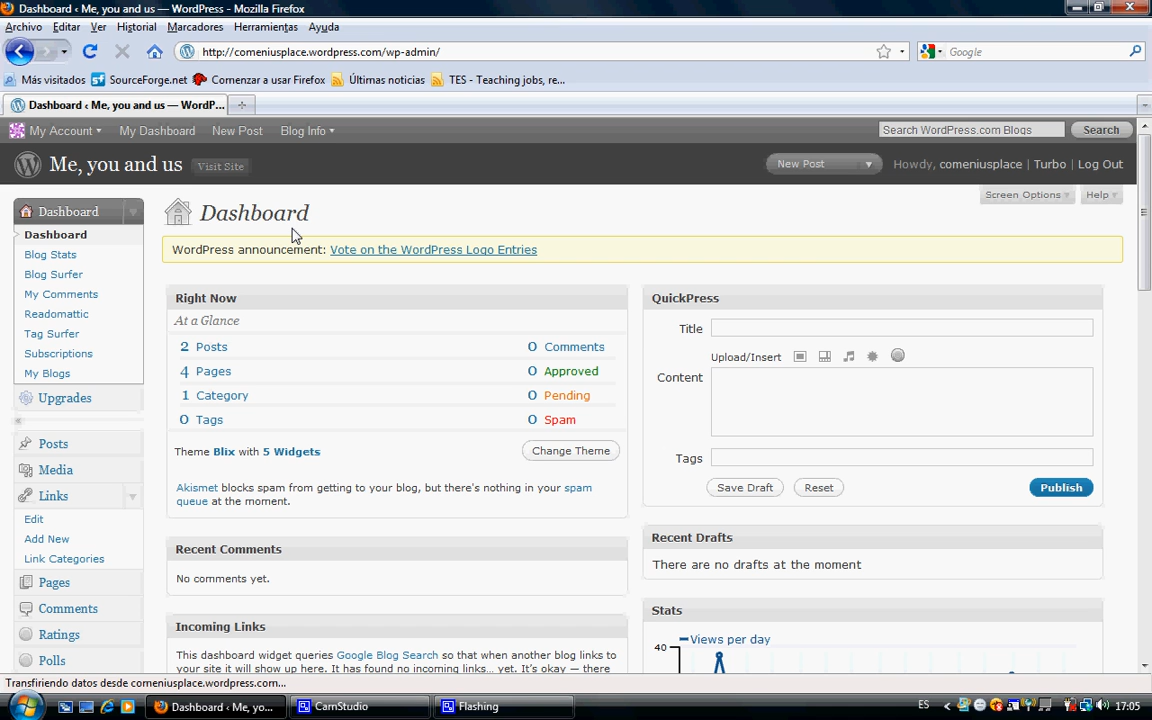 Dashboard ‹ Me, you and us — WordPress - Mozilla Firefox
Archivo Editar Ver Historial Marcadores Herramientas Ayuda
http://comeniusplace.wordpress.com/wp-admin/
Google
Más visitados SourceForge.net Comenzar a usar Firefox Últimas noticias TES - Teaching jobs, re...
Dashboard ‹ Me, you and us — WordP...
My Account My Dashboard New Post Blog Info
Search WordPress.com Blogs Search
Me, you and us Visit Site
New Post Howdy, comeniusplace | Turbo | Log Out
Screen Options Help
Dashboard
Dashboard
Blog Stats
Blog Surfer
My Comments
Readomattic
Tag Surfer
Subscriptions
My Blogs
Upgrades
Posts
Media
Links
Edit
Add New
Link Categories
Pages
Comments
Ratings
Polls
Dashboard
WordPress announcement: Vote on the WordPress Logo Entries
Right Now
At a Glance
2 Posts 0 Comments
4 Pages 0 Approved
1 Category 0 Pending
0 Tags 0 Spam
Theme Blix with 5 Widgets Change Theme
Akismet blocks spam from getting to your blog, but there's nothing in your spam
queue at the moment.
Recent Comments
No comments yet.
Incoming Links
This dashboard widget queries Google Blog Search so that when another blog links to
your site it will show up here. It has found no incoming links... yet. It's okay — there
QuickPress
Title
Upload/Insert
Content
Tags
Save Draft Reset Publish
Recent Drafts
There are no drafts at the moment
Stats
Views per day
40
Transfiriendo datos desde comeniusplace.wordpress.com...
Dashboard ‹ Me, yo... CamStudio Flashing ES 17:05